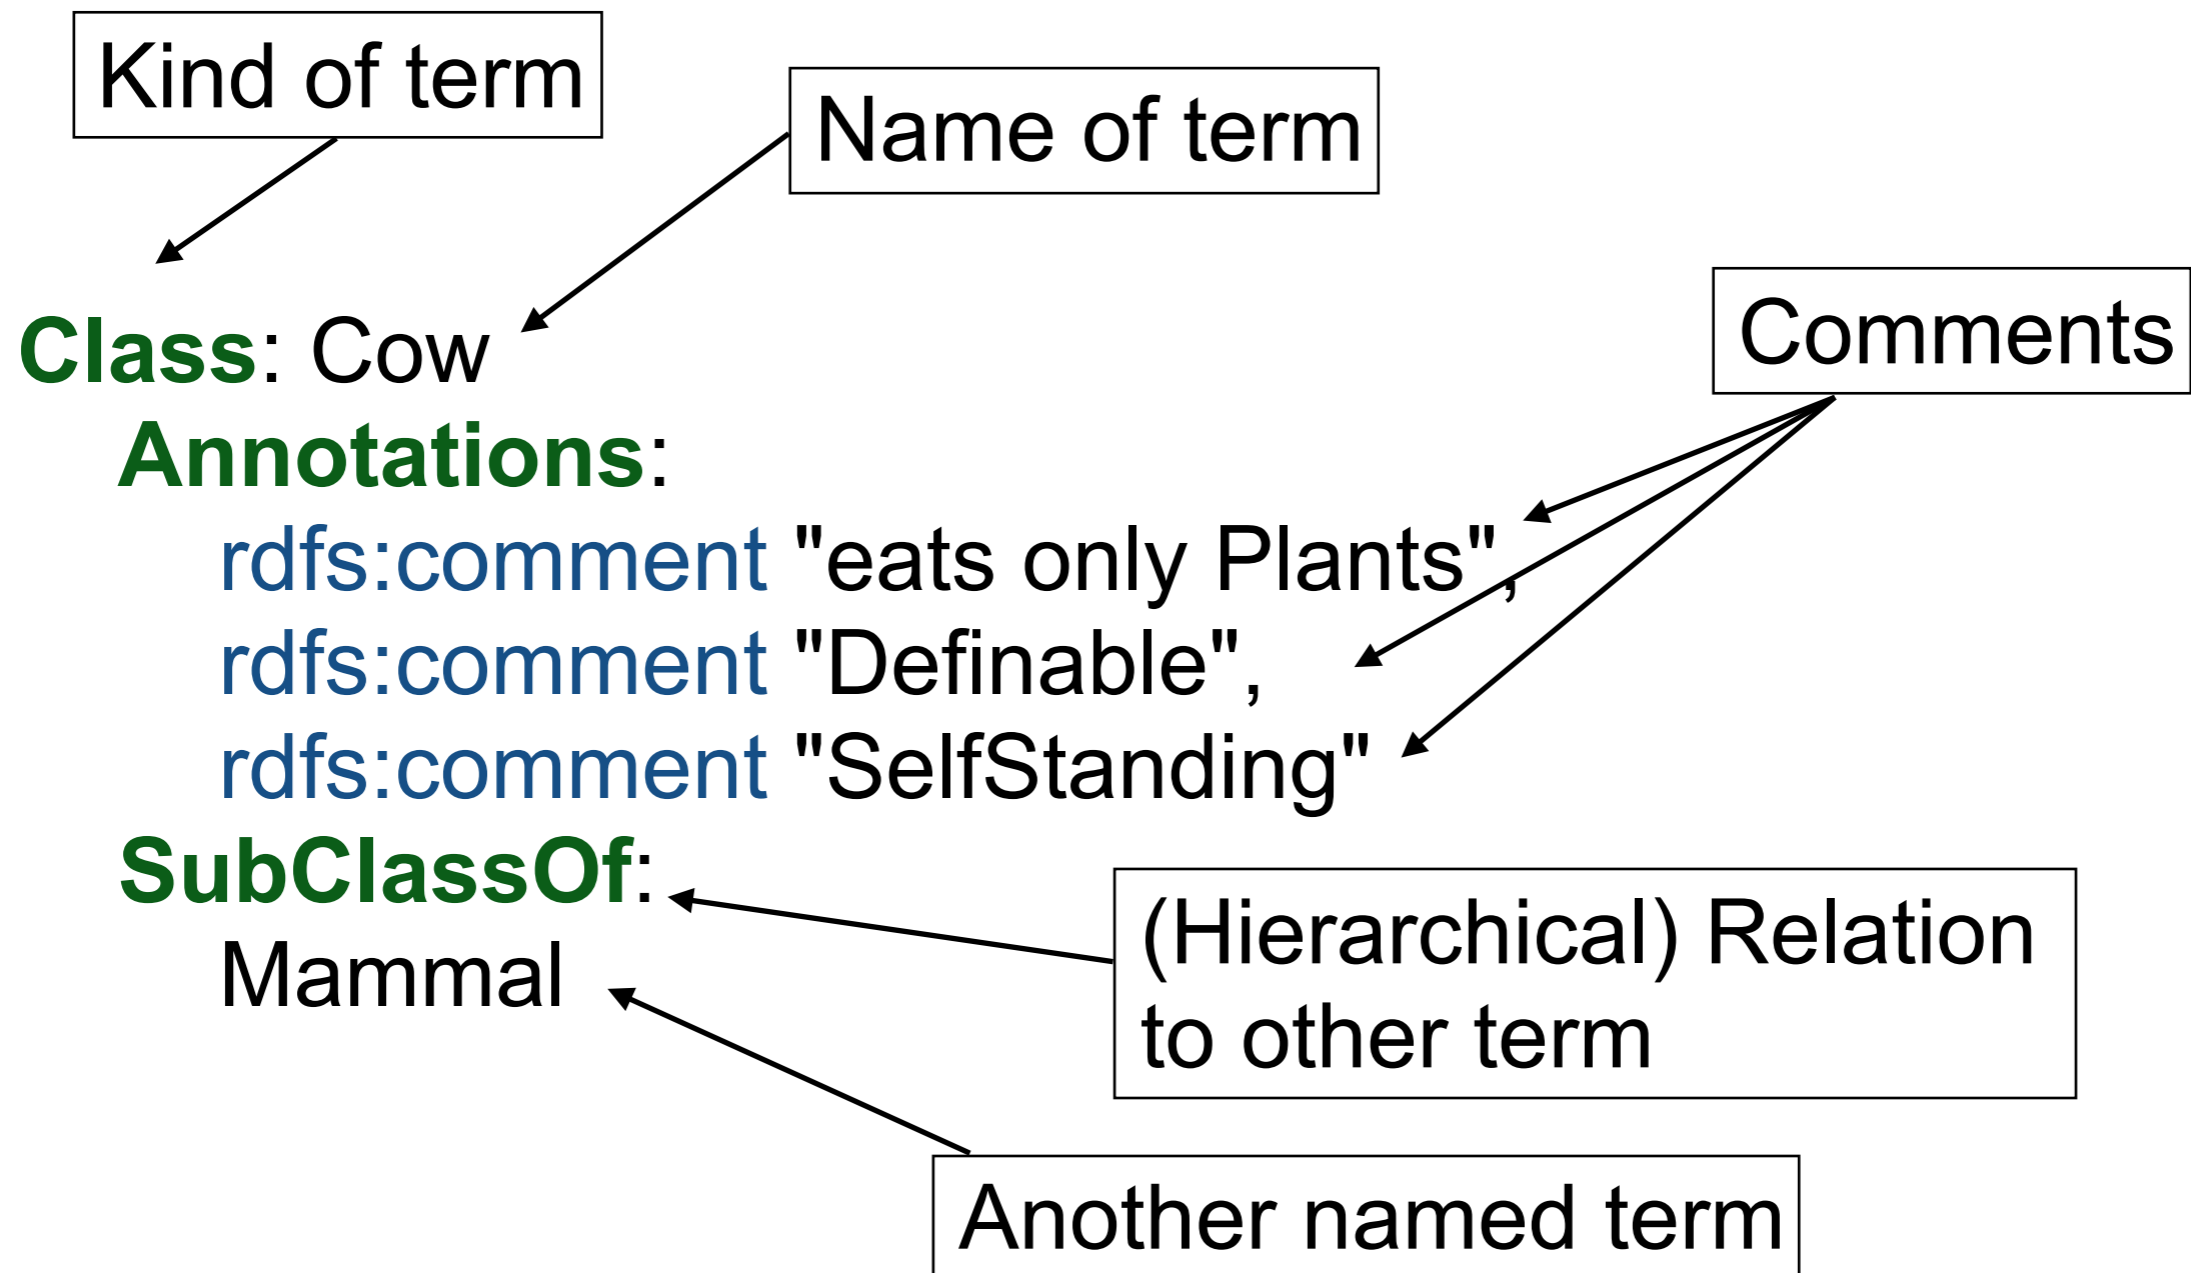 Kind of term
Name of term
Class: Cow
Comments
Annotations:
rdfs:comment "eats only Plants",
rdfs:comment "Definable",
rdfs:comment "SelfStanding"
SubClassOf:
(Hierarchical) Relation
to other term
Mammal
Another named term